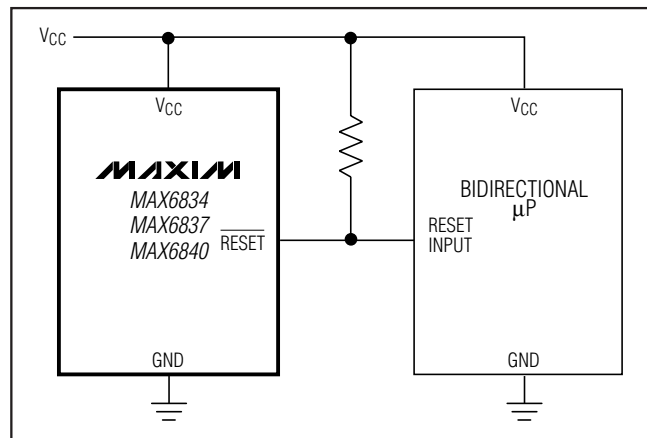 VCC
VCC
MAXIM
MAX6834
MAX6837
MAX6840
RESET
GND
VCC
BIDIRECTIONAL
µP
RESET
INPUT
GND